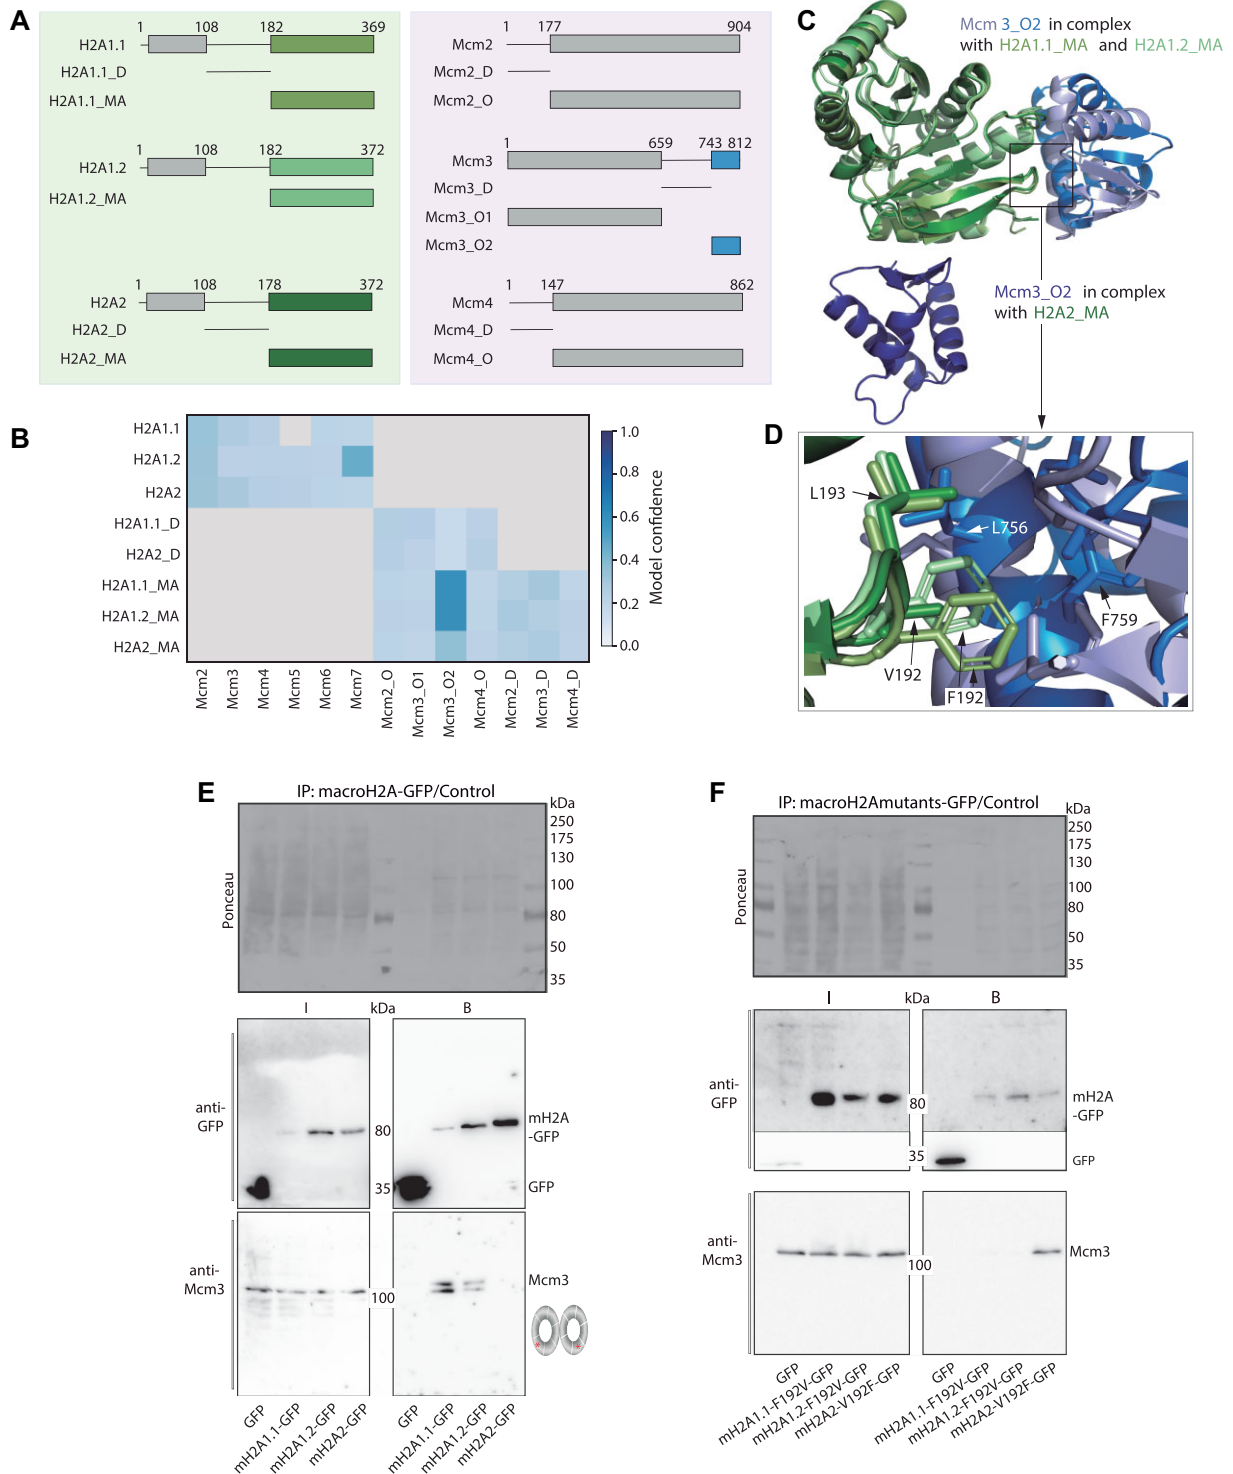 A
1 108 182 369
H2A1.1
H2A1.1_D
H2A1.1_MA
1 108 182 372
H2A1.2
H2A1.2_MA
1 108 178 372
H2A2
H2A2_D
H2A2_MA
1 177 904
Mcm2
Mcm2_D
Mcm2_O
1 659 743 812
Mcm3
Mcm3_D
Mcm3_O1
Mcm3_O2
1 147 862
Mcm4
Mcm4_D
Mcm4_O
C
Mcm 3_O2 in complex
with H2A1.1_MA and H2A1.2_MA
Mcm3_O2 in complex
with H2A2_MA
B
H2A1.1
H2A1.2
H2A2
H2A1.1_D
H2A2_D
H2A1.1_MA
H2A1.2_MA
H2A2_MA
Mcm2
Mcm3
Mcm4
Mcm5
Mcm6
Mcm7
Mcm2_O
Mcm3_O1
Mcm3_O2
Mcm4_O
Mcm2_D
Mcm3_D
Mcm4_D
1.0
0.8
0.6
0.4
0.2
0.0
Model confidence
D
L193
L756
F759
V192
F192
E
IP: macroH2A-GFP/Control
kDa
250
175
130
100
80
50
35
Ponceau
I kDa B
anti-
GFP
80
35
mH2A
-GFP
GFP
anti-
Mcm3
100
Mcm3
* *
GFP
mH2A1.1-GFP
mH2A1.2-GFP
mH2A2-GFP
GFP
mH2A1.1-GFP
mH2A1.2-GFP
mH2A2-GFP
F
IP: macroH2Amutants-GFP/Control
kDa
250
175
130
100
80
50
35
Ponceau
I kDa B
anti-
GFP
80
35
mH2A
-GFP
GFP
anti-
Mcm3
100
Mcm3
GFP
mH2A1.1-F192V-GFP
mH2A1.2-F192V-GFP
mH2A2-V192F-GFP
GFP
mH2A1.1-F192V-GFP
mH2A1.2-F192V-GFP
mH2A2-V192F-GFP